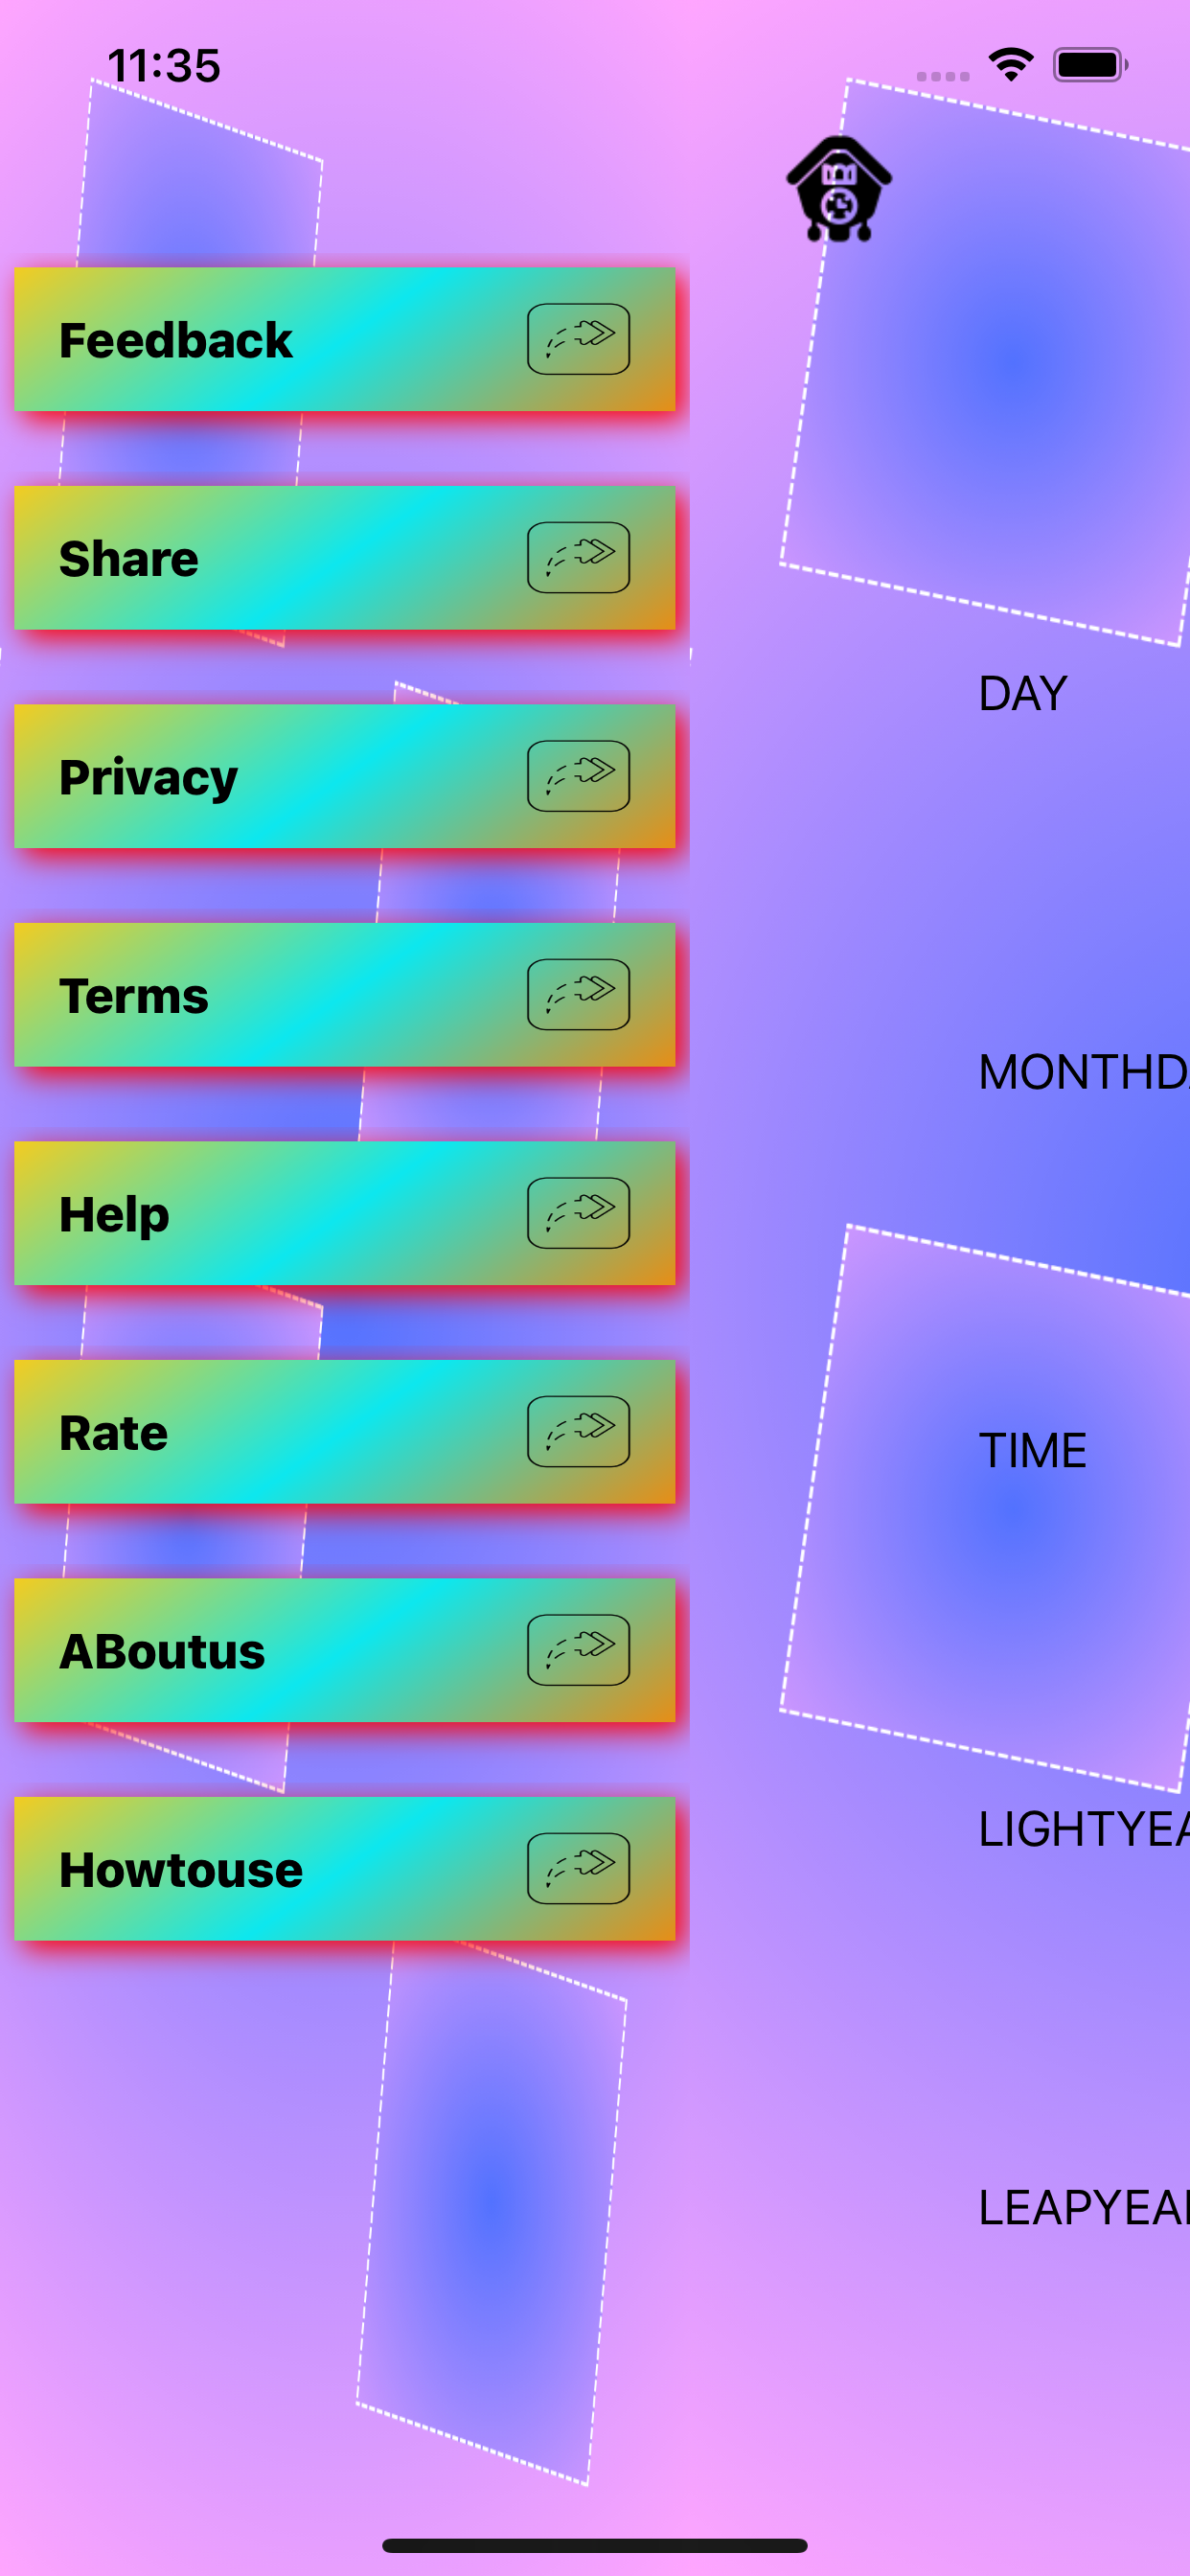 11:35
Feedback
Share
Privacy
Terms
Help
Rate
ABoutus
Howtouse
DAY
MONTHD
TIME
LIGHTYEA
LEAPYEA